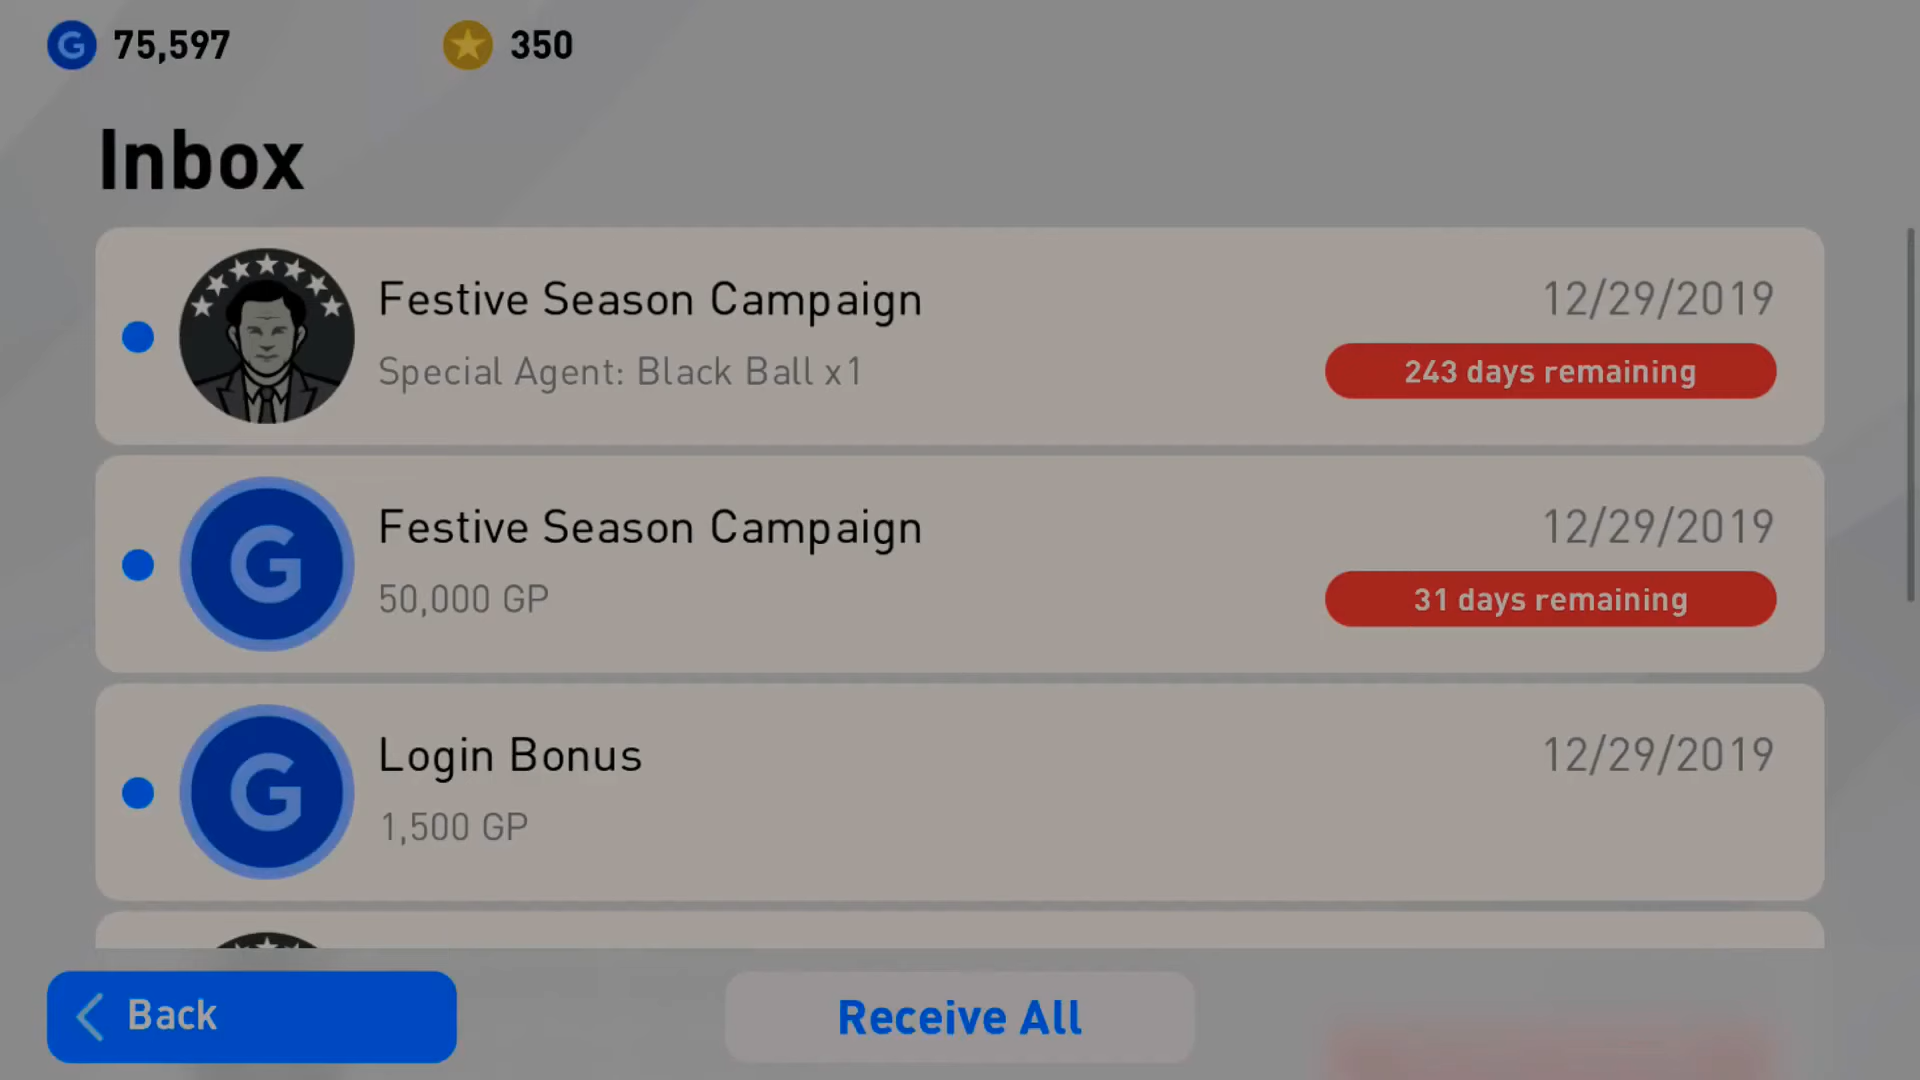 75,597
350
Inbox
Festive Season Campaign
12/29/2019
Special Agent: Black Ball x1
243 days remaining
Festive Season Campaign
12/29/2019
50,000 GP
31 days remaining
Login Bonus
12/29/2019
1,500 GP
Back
Receive All